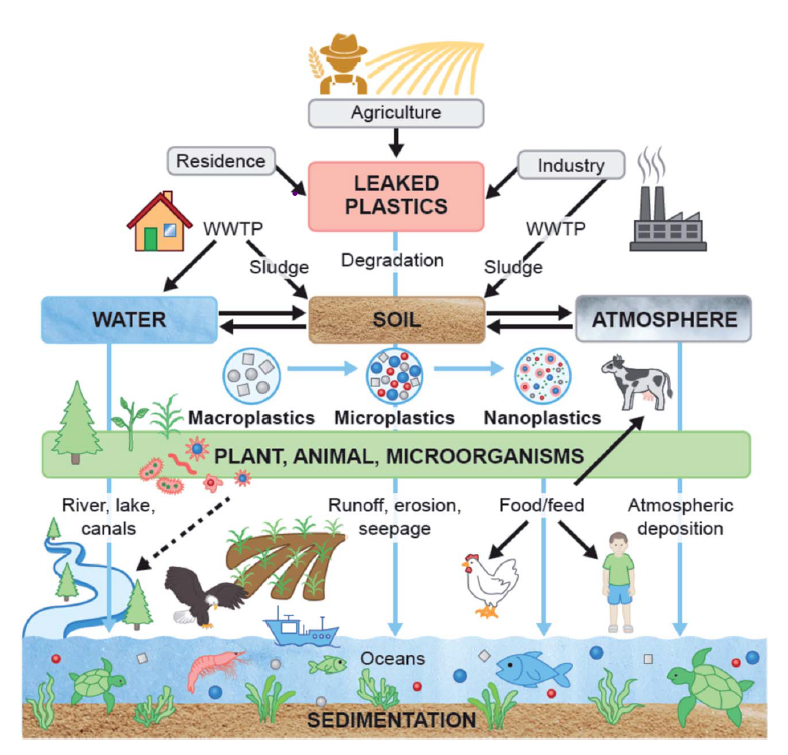 Agriculture
Residence
Industry
LEAKED
PLASTICS
WWTP
WWTP
Degradation
Sludge
Sludge
WATER
SOIL
ATMOSPHERE
Macroplastics
Microplastics
Nanoplastics
PLANT, ANIMAL, MICROORGANISMS
River, lake,
canals
Runoff, erosion,
seepage
Food/feed
Atmospheric
deposition
Oceans
SEDIMENTATION